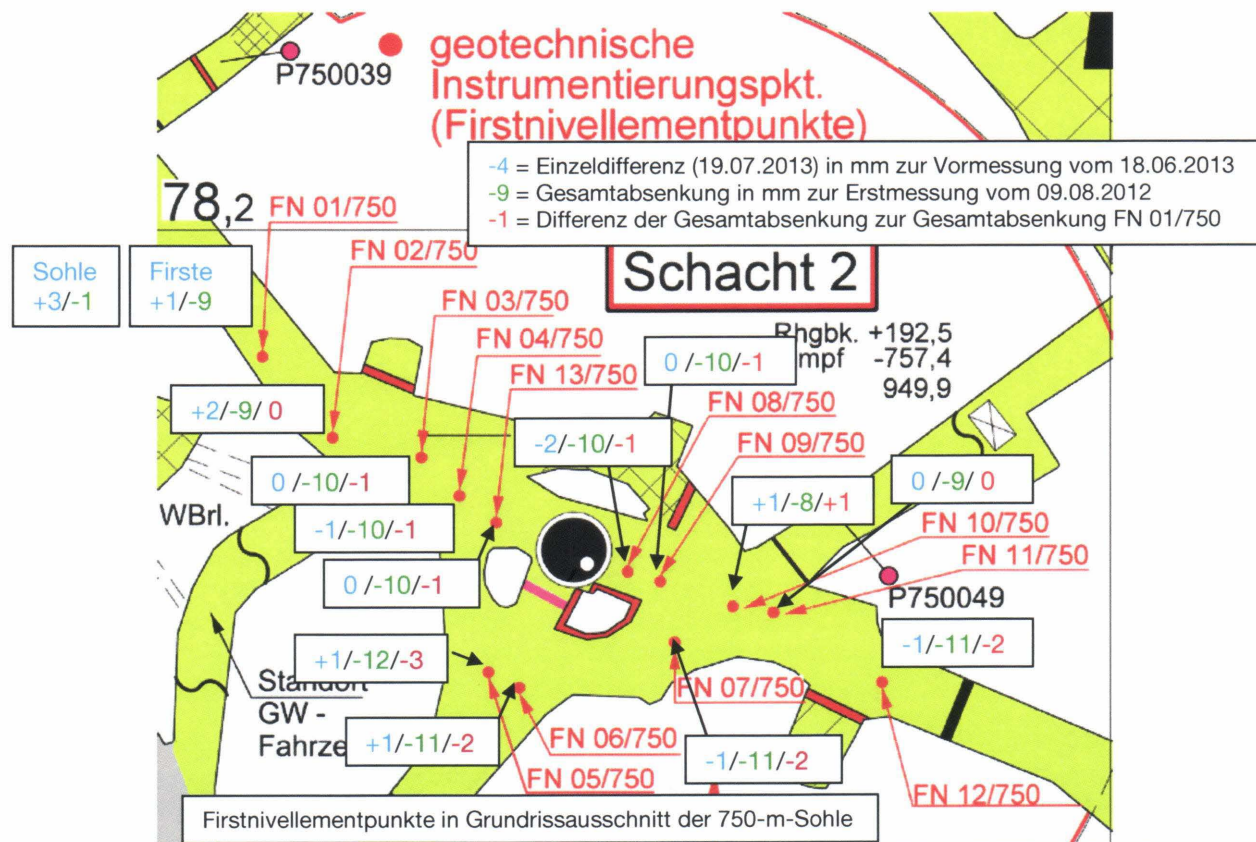 geotechnische
Instrumentierungspkt.
(Firstnivellementpunkte)
P750039
-4 = Einzeldifferenz (19.07.2013) in mm zur Vormessung vom 18.06.2013
-9 = Gesamtabsenkung in mm zur Erstmessung vom 09.08.2012
-1 = Differenz der Gesamtabsenkung zur Gesamtabsenkung FN 01/750
78,2
FN 01/750
FN 02/750
Sohle
+3/-1
Firste
+1/-9
Schacht 2
FN 03/750
FN 04/750
FN 13/750
Rhgbk. +192,5
mpf -757,4
949,9
0 /-10/-1
FN 08/750
+2/-9/ 0
-2/-10/-1
FN 09/750
0 /-10/-1
+1/-8/+1
0 /-9/ 0
WBrl.
-1/-10/-1
FN 10/750
FN 11/750
0 /-10/-1
P750049
+1/-12/-3
-1/-11/-2
Standort
GW -
Fahrze
FN 07/750
+1/-11/-2
FN 06/750
-1/-11/-2
FN 05/750
FN 12/750
Firstnivellementpunkte in Grundrissausschnitt der 750-m-Sohle